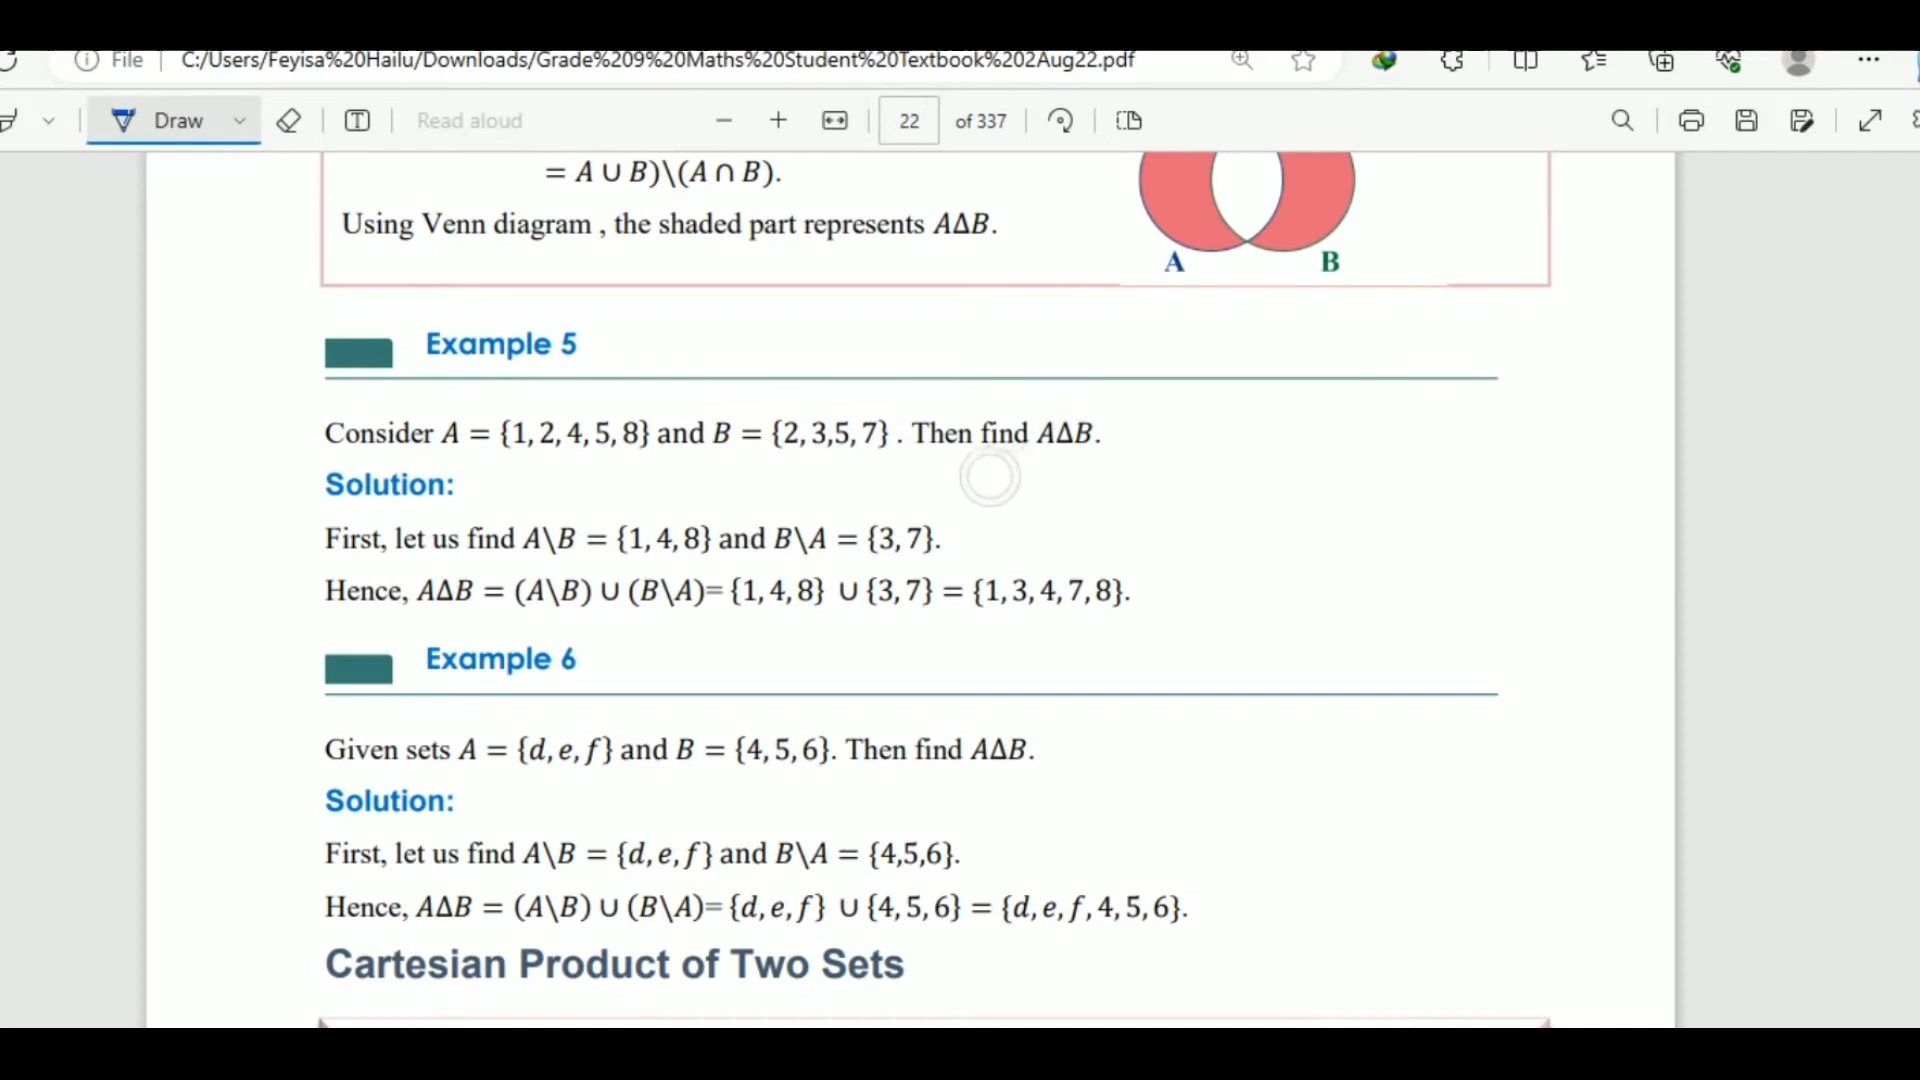 File | C:/Users/Feyisa%20Hailu/Downloads/Grade%209%20Maths%20Student%20Textbook%202Aug22.pdf
Draw Read aloud 22 of 337
= A ∪ B)\(A ∩ B).
Using Venn diagram , the shaded part represents AΔB.
A B
Example 5
Consider A = {1, 2, 4, 5, 8} and B = {2, 3,5, 7} . Then find AΔB.
Solution:
First, let us find A\B = {1, 4, 8} and B\A = {3, 7}.
Hence, AΔB = (A\B) ∪ (B\A)= {1, 4, 8} ∪ {3, 7} = {1, 3, 4, 7, 8}.
Example 6
Given sets A = {d, e, f} and B = {4, 5, 6}. Then find AΔB.
Solution:
First, let us find A\B = {d, e, f} and B\A = {4,5,6}.
Hence, AΔB = (A\B) ∪ (B\A)= {d, e, f} ∪ {4, 5, 6} = {d, e, f, 4, 5, 6}.
Cartesian Product of Two Sets